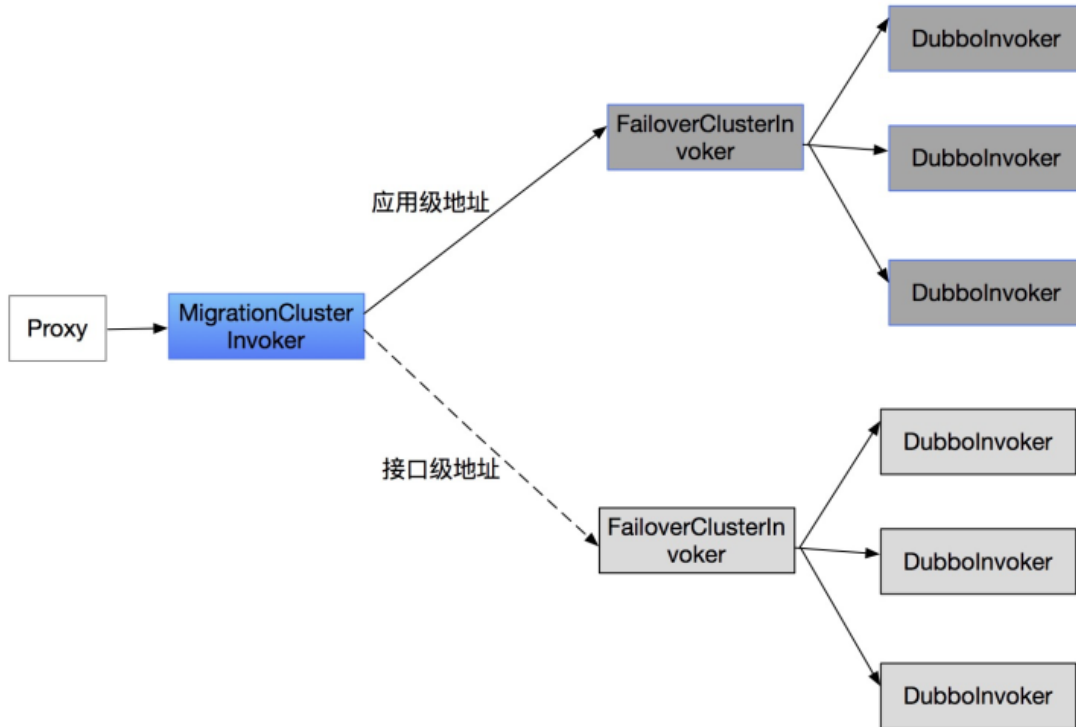 DubboInvoker
FailoverClusterIn
voker
DubboInvoker
应用级地址
DubboInvoker
Proxy
MigrationCluster
Invoker
接口级地址
DubboInvoker
FailoverClusterIn
voker
DubboInvoker
DubboInvoker